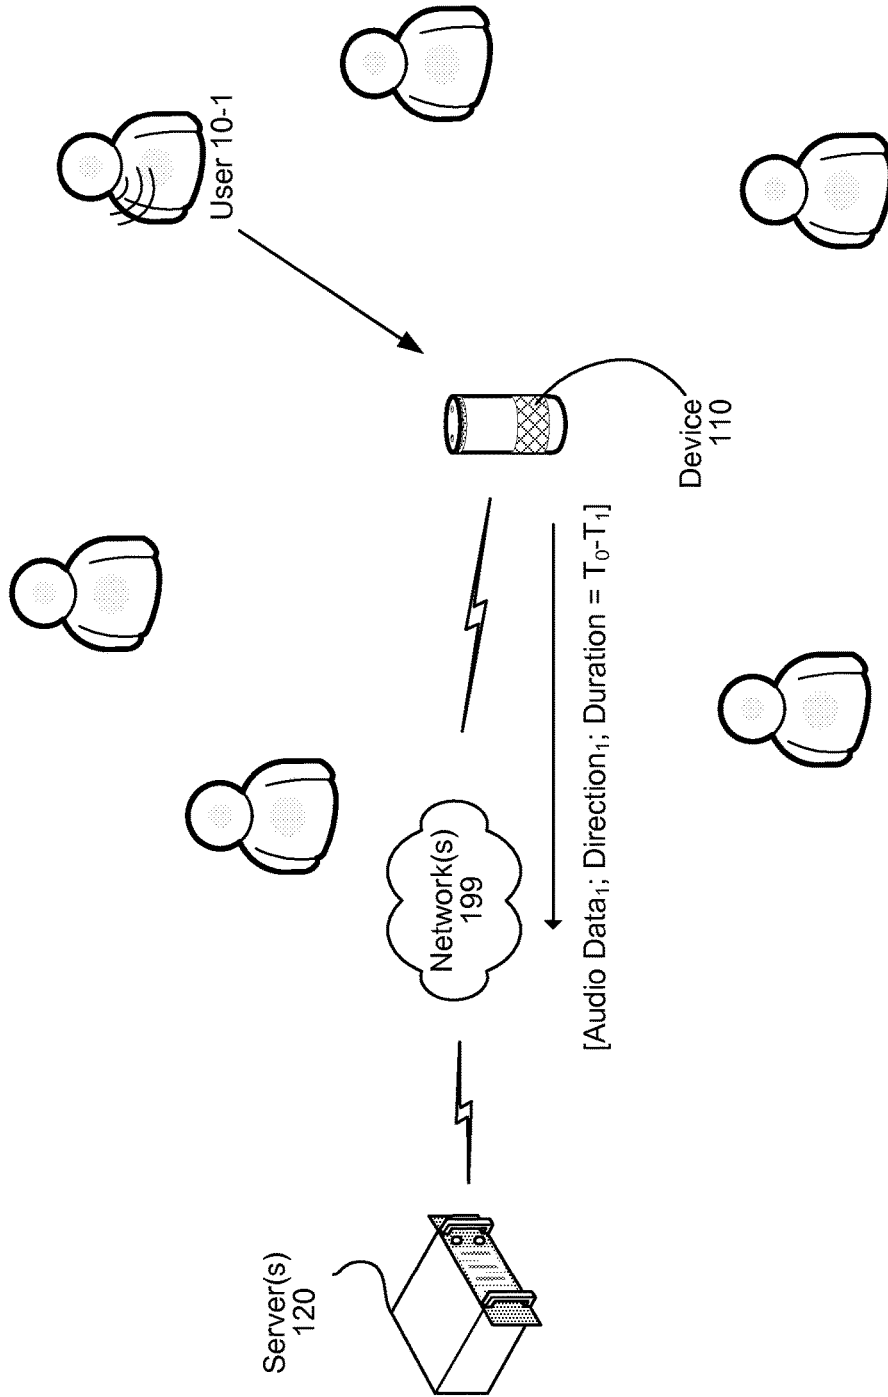 User 10-1
Device
110
[Audio Data₁; Direction₁; Duration = T₀-T₁]
Network(s)
199
Server(s)
120